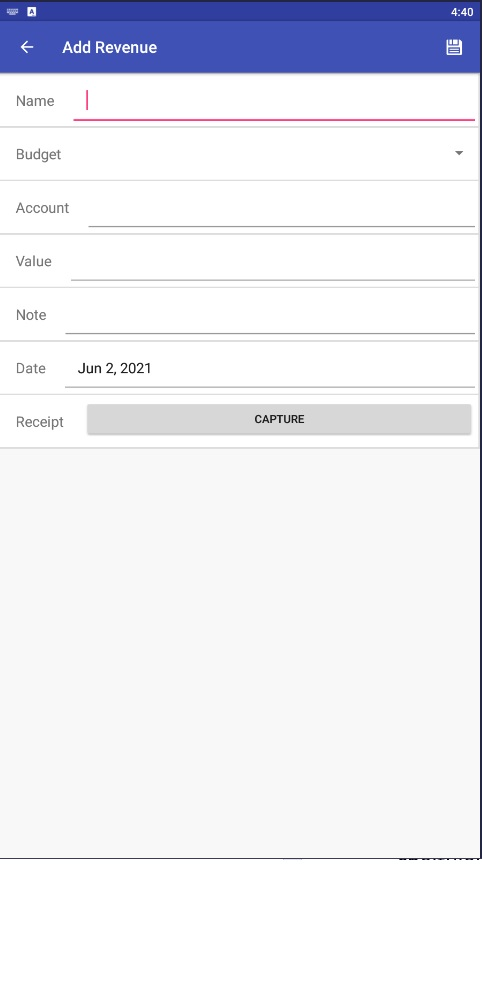 A
4:40
Add Revenue
Name
Budget
Account
Value
Note
Date Jun 2, 2021
Receipt CAPTURE